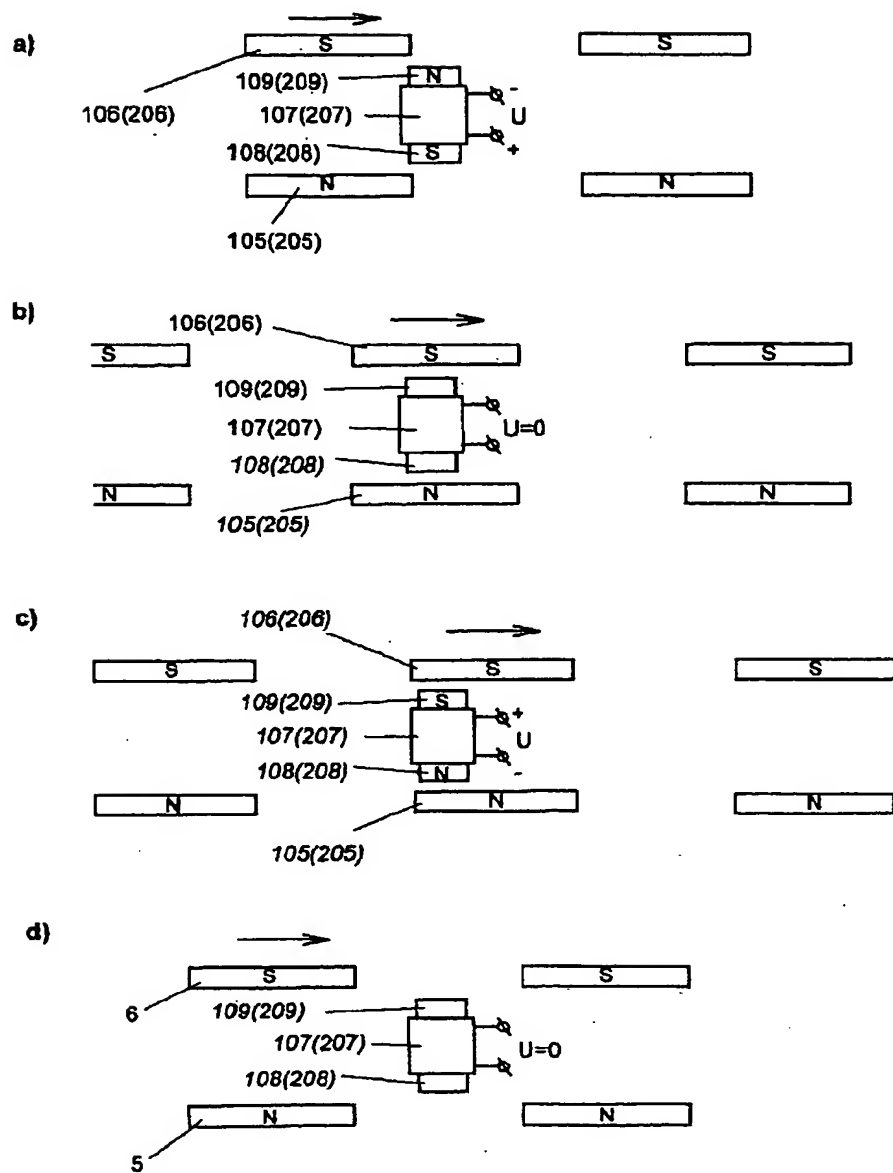 a)
S
S
109(209)
N
-
106(206)
107(207)
U
108(208)
S
+
N
N
105(205)
b)
106(206)
S
S
S
109(209)
107(207)
U=0
108(208)
N
N
N
105(205)
c)
106(206)
S
S
S
109(209)
S
+
107(207)
U
108(208)
N
-
N
N
N
105(205)
d)
S
S
6
109(209)
107(207)
U=0
108(208)
N
N
5